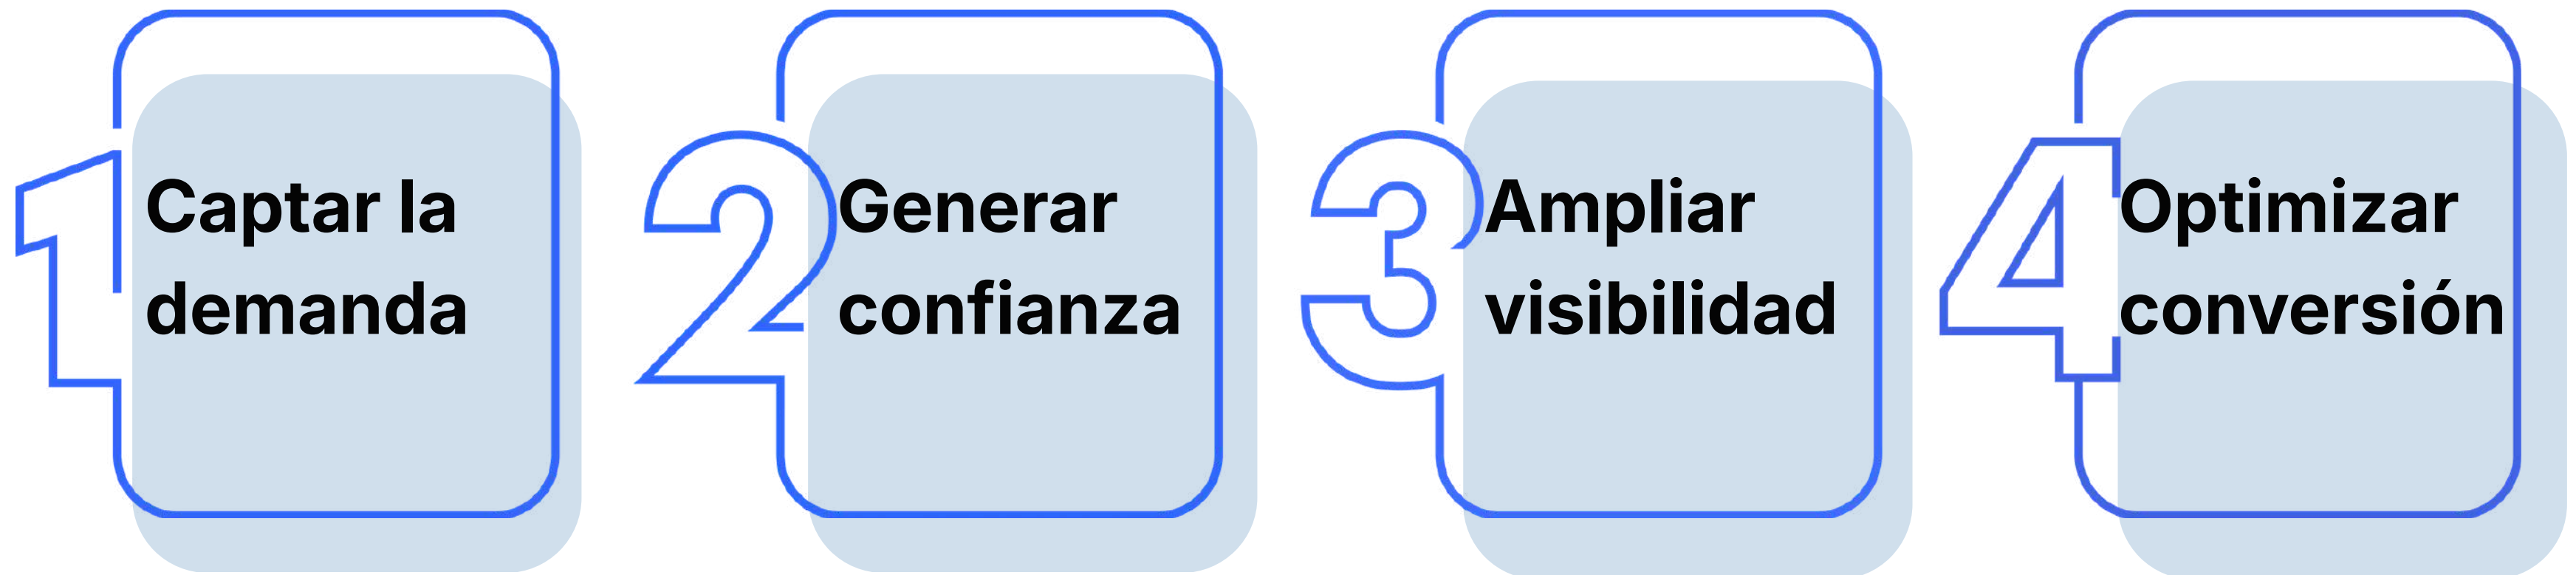 1
Captar la
demanda
2
Generar
confianza
3
Ampliar
visibilidad
4
Optimizar
conversión